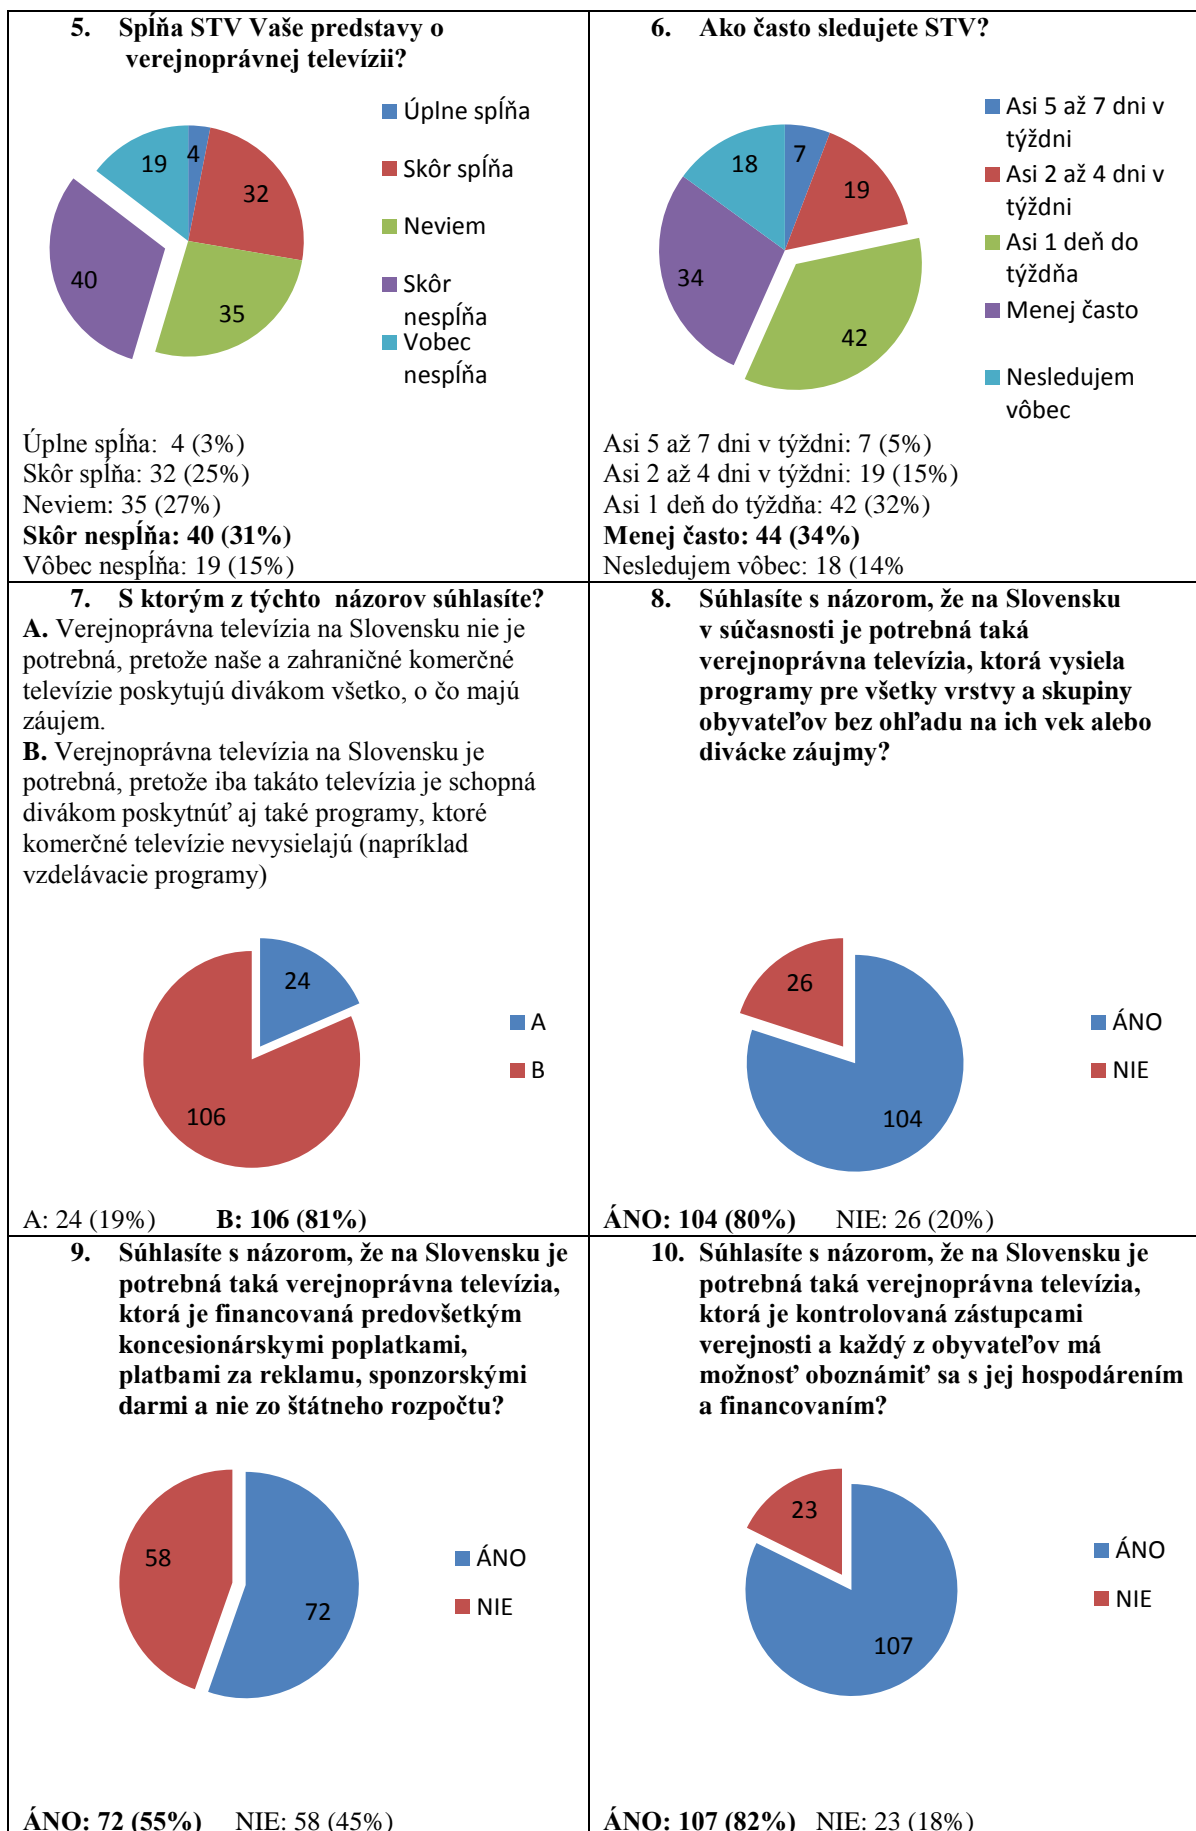 5. Spĺňa STV Vaše predstavy o
verejnoprávnej televízii?
4
32
35
40
19
Úplne spĺňa
Skôr spĺňa
Neviem
Skôr
nespĺňa
Vobec
nespĺňa
Úplne spĺňa: 4 (3%)
Skôr spĺňa: 32 (25%)
Neviem: 35 (27%)
Skôr nespĺňa: 40 (31%)
Vôbec nespĺňa: 19 (15%)
6. Ako často sledujete STV?
7
19
42
34
18
Asi 5 až 7 dni v
týždni
Asi 2 až 4 dni v
týždni
Asi 1 deň do
týždňa
Menej často
Nesledujem
vôbec
Asi 5 až 7 dni v týždni: 7 (5%)
Asi 2 až 4 dni v týždni: 19 (15%)
Asi 1 deň do týždňa: 42 (32%)
Menej často: 44 (34%)
Nesledujem vôbec: 18 (14%
7. S ktorým z týchto názorov súhlasíte?
A. Verejnoprávna televízia na Slovensku nie je
potrebná, pretože naše a zahraničné komerčné
televízie poskytujú divákom všetko, o čo majú
záujem.
B. Verejnoprávna televízia na Slovensku je
potrebná, pretože iba takáto televízia je schopná
divákom poskytnúť aj také programy, ktoré
komerčné televízie nevysielajú (napríklad
vzdelávacie programy)
24
106
A
B
A: 24 (19%) B: 106 (81%)
8. Súhlasíte s názorom, že na Slovensku
v súčasnosti je potrebná taká
verejnoprávna televízia, ktorá vysiela
programy pre všetky vrstvy a skupiny
obyvateľov bez ohľadu na ich vek alebo
divácke záujmy?
26
104
ÁNO
NIE
ÁNO: 104 (80%) NIE: 26 (20%)
9. Súhlasíte s názorom, že na Slovensku je
potrebná taká verejnoprávna televízia,
ktorá je financovaná predovšetkým
koncesionárskymi poplatkami,
platbami za reklamu, sponzorskými
darmi a nie zo štátneho rozpočtu?
58
72
ÁNO
NIE
ÁNO: 72 (55%) NIE: 58 (45%)
10. Súhlasíte s názorom, že na Slovensku je
potrebná taká verejnoprávna televízia,
ktorá je kontrolovaná zástupcami
verejnosti a každý z obyvateľov má
možnosť oboznámiť sa s jej hospodárením
a financovaním?
23
107
ÁNO
NIE
ÁNO: 107 (82%) NIE: 23 (18%)